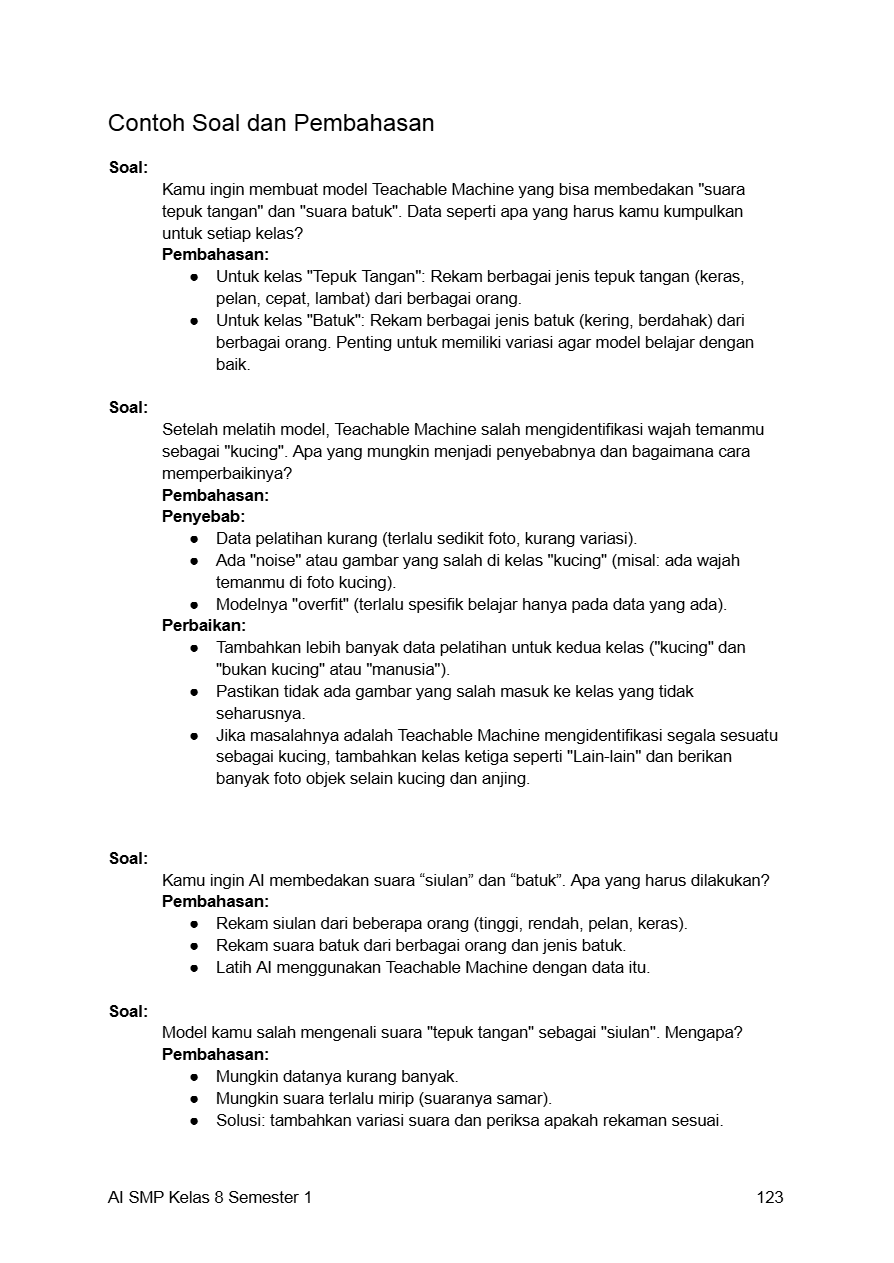 Contoh Soal dan Pembahasan
Soal:
Kamu ingin membuat model Teachable Machine yang bisa membedakan "suara
tepuk tangan" dan "suara batuk". Data seperti apa yang harus kamu kumpulkan
untuk setiap kelas?
Pembahasan:
● Untuk kelas "Tepuk Tangan": Rekam berbagai jenis tepuk tangan (keras,
pelan, cepat, lambat) dari berbagai orang.
● Untuk kelas "Batuk": Rekam berbagai jenis batuk (kering, berdahak) dari
berbagai orang. Penting untuk memiliki variasi agar model belajar dengan
baik.
Soal:
Setelah melatih model, Teachable Machine salah mengidentifikasi wajah temanmu
sebagai "kucing". Apa yang mungkin menjadi penyebabnya dan bagaimana cara
memperbaikinya?
Pembahasan:
Penyebab:
● Data pelatihan kurang (terlalu sedikit foto, kurang variasi).
● Ada "noise" atau gambar yang salah di kelas "kucing" (misal: ada wajah
temanmu di foto kucing).
● Modelnya "overfit" (terlalu spesifik belajar hanya pada data yang ada).
Perbaikan:
● Tambahkan lebih banyak data pelatihan untuk kedua kelas ("kucing" dan
"bukan kucing" atau "manusia").
● Pastikan tidak ada gambar yang salah masuk ke kelas yang tidak
seharusnya.
● Jika masalahnya adalah Teachable Machine mengidentifikasi segala sesuatu
sebagai kucing, tambahkan kelas ketiga seperti "Lain-lain" dan berikan
banyak foto objek selain kucing dan anjing.
Soal:
Kamu ingin AI membedakan suara “siulan” dan “batuk”. Apa yang harus dilakukan?
Pembahasan:
● Rekam siulan dari beberapa orang (tinggi, rendah, pelan, keras).
● Rekam suara batuk dari berbagai orang dan jenis batuk.
● Latih AI menggunakan Teachable Machine dengan data itu.
Soal:
Model kamu salah mengenali suara "tepuk tangan" sebagai "siulan". Mengapa?
Pembahasan:
● Mungkin datanya kurang banyak.
● Mungkin suara terlalu mirip (suaranya samar).
● Solusi: tambahkan variasi suara dan periksa apakah rekaman sesuai.
AI SMP Kelas 8 Semester 1 123